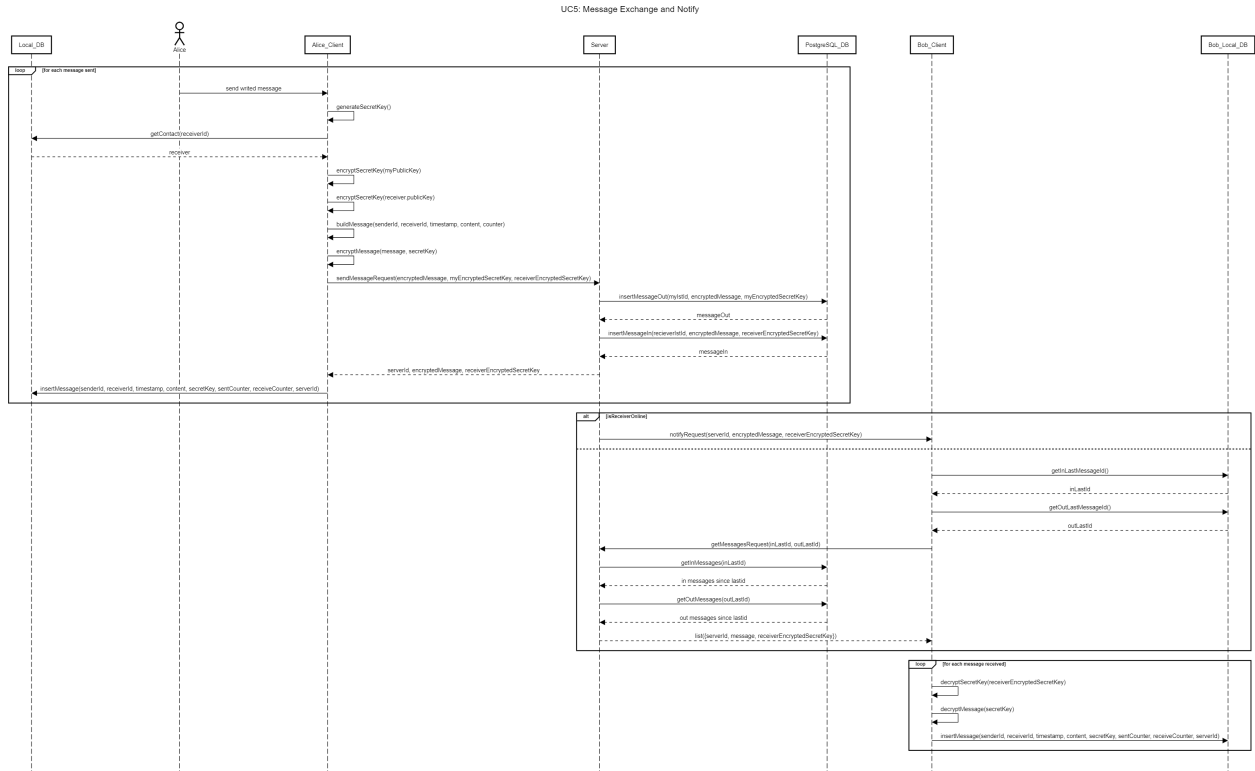 UC5: Message Exchange and Notify
Local_DB
Alice
Alice_Client
Server
PostgreSQL_DB
Bob_Client
Bob_Local_DB
loop [for each message sent]
send writed message
generateSecretKey()
getContact(receiverId)
receiver
encryptSecretKey(myPublicKey)
encryptSecretKey(receiver.publicKey)
buildMessage(senderId, receiverId, timestamp, content, counter)
encryptMessage(message, secretKey)
sendMessageRequest(encryptedMessage, myEncryptedSecretKey, receiverEncryptedSecretKey)
insertMessageOut(myIstId, encryptedMessage, myEncryptedSecretKey)
messageOut
insertMessageIn(recieverIstId, encryptedMessage, receiverEncryptedSecretKey)
messageIn
serverId, encryptedMessage, receiverEncryptedSecretKey
insertMessage(senderId, receiverId, timestamp, content, secretKey, sentCounter, receiveCounter, serverId)
alt [isReceiverOnline]
notifyRequest(serverId, encryptedMessage, receiverEncryptedSecretKey)
getInLastMessageId()
inLastId
getOutLastMessageId()
outLastId
getMessagesRequest(inLastId, outLastId)
getInMessages(inLastId)
in messages since lastid
getOutMessages(outLastId)
out messages since lastid
list((serverId, message, receiverEncryptedSecretKey))
loop [for each message received]
decryptSecretKey(receiverEncryptedSecretKey)
decryptMessage(secretKey)
insertMessage(senderId, receiverId, timestamp, content, secretKey, sentCounter, receiveCounter, serverId)